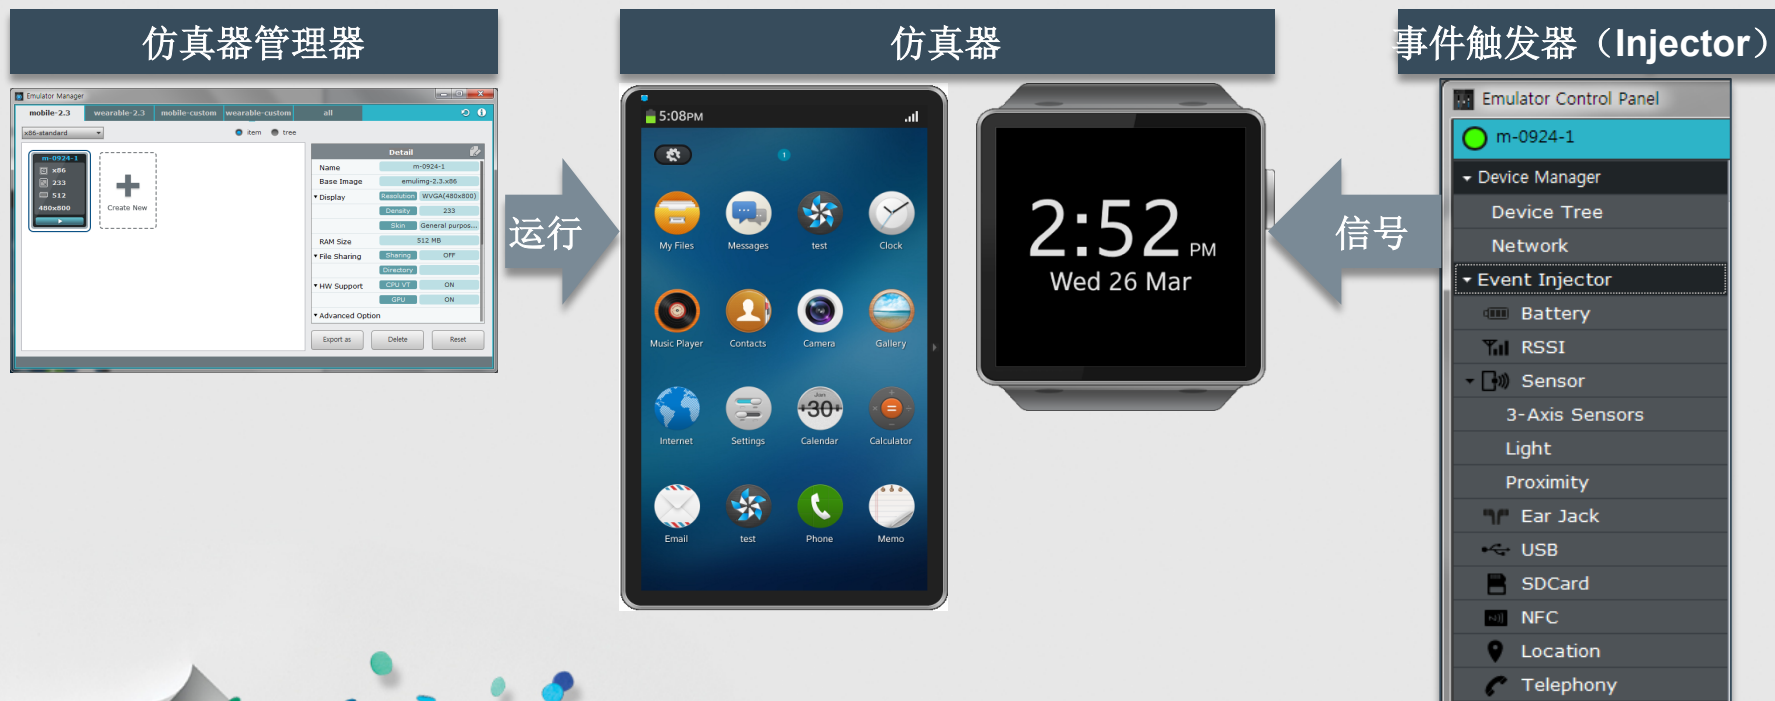 仿真器管理器
仿真器
事件触发器（Injector）
Emulator Manager
mobile-2.3
wearable-2.3
mobile-custom
wearable-custom
all
x86-standard
item
tree
m-0924-1
x86
233
512
480x800
Create New
Detail
Name
m-0924-1
Base Image
emulimg-2.3.x86
Display
Resolution
WVGA(480x800)
Density
233
Skin
General purpos...
RAM Size
512 MB
File Sharing
Sharing
OFF
Directory
HW Support
CPU VT
ON
GPU
ON
Advanced Option
Export as
Delete
Reset
运行
5:08PM
1
My Files
Messages
test
Clock
Music Player
Contacts
Camera
Gallery
Jan
30
Internet
Settings
Calendar
Calculator
Email
test
Phone
Memo
2:52 PM
Wed 26 Mar
信号
Emulator Control Panel
m-0924-1
Device Manager
Device Tree
Network
Event Injector
Battery
RSSI
Sensor
3-Axis Sensors
Light
Proximity
Ear Jack
USB
SDCard
NFC
Location
Telephony